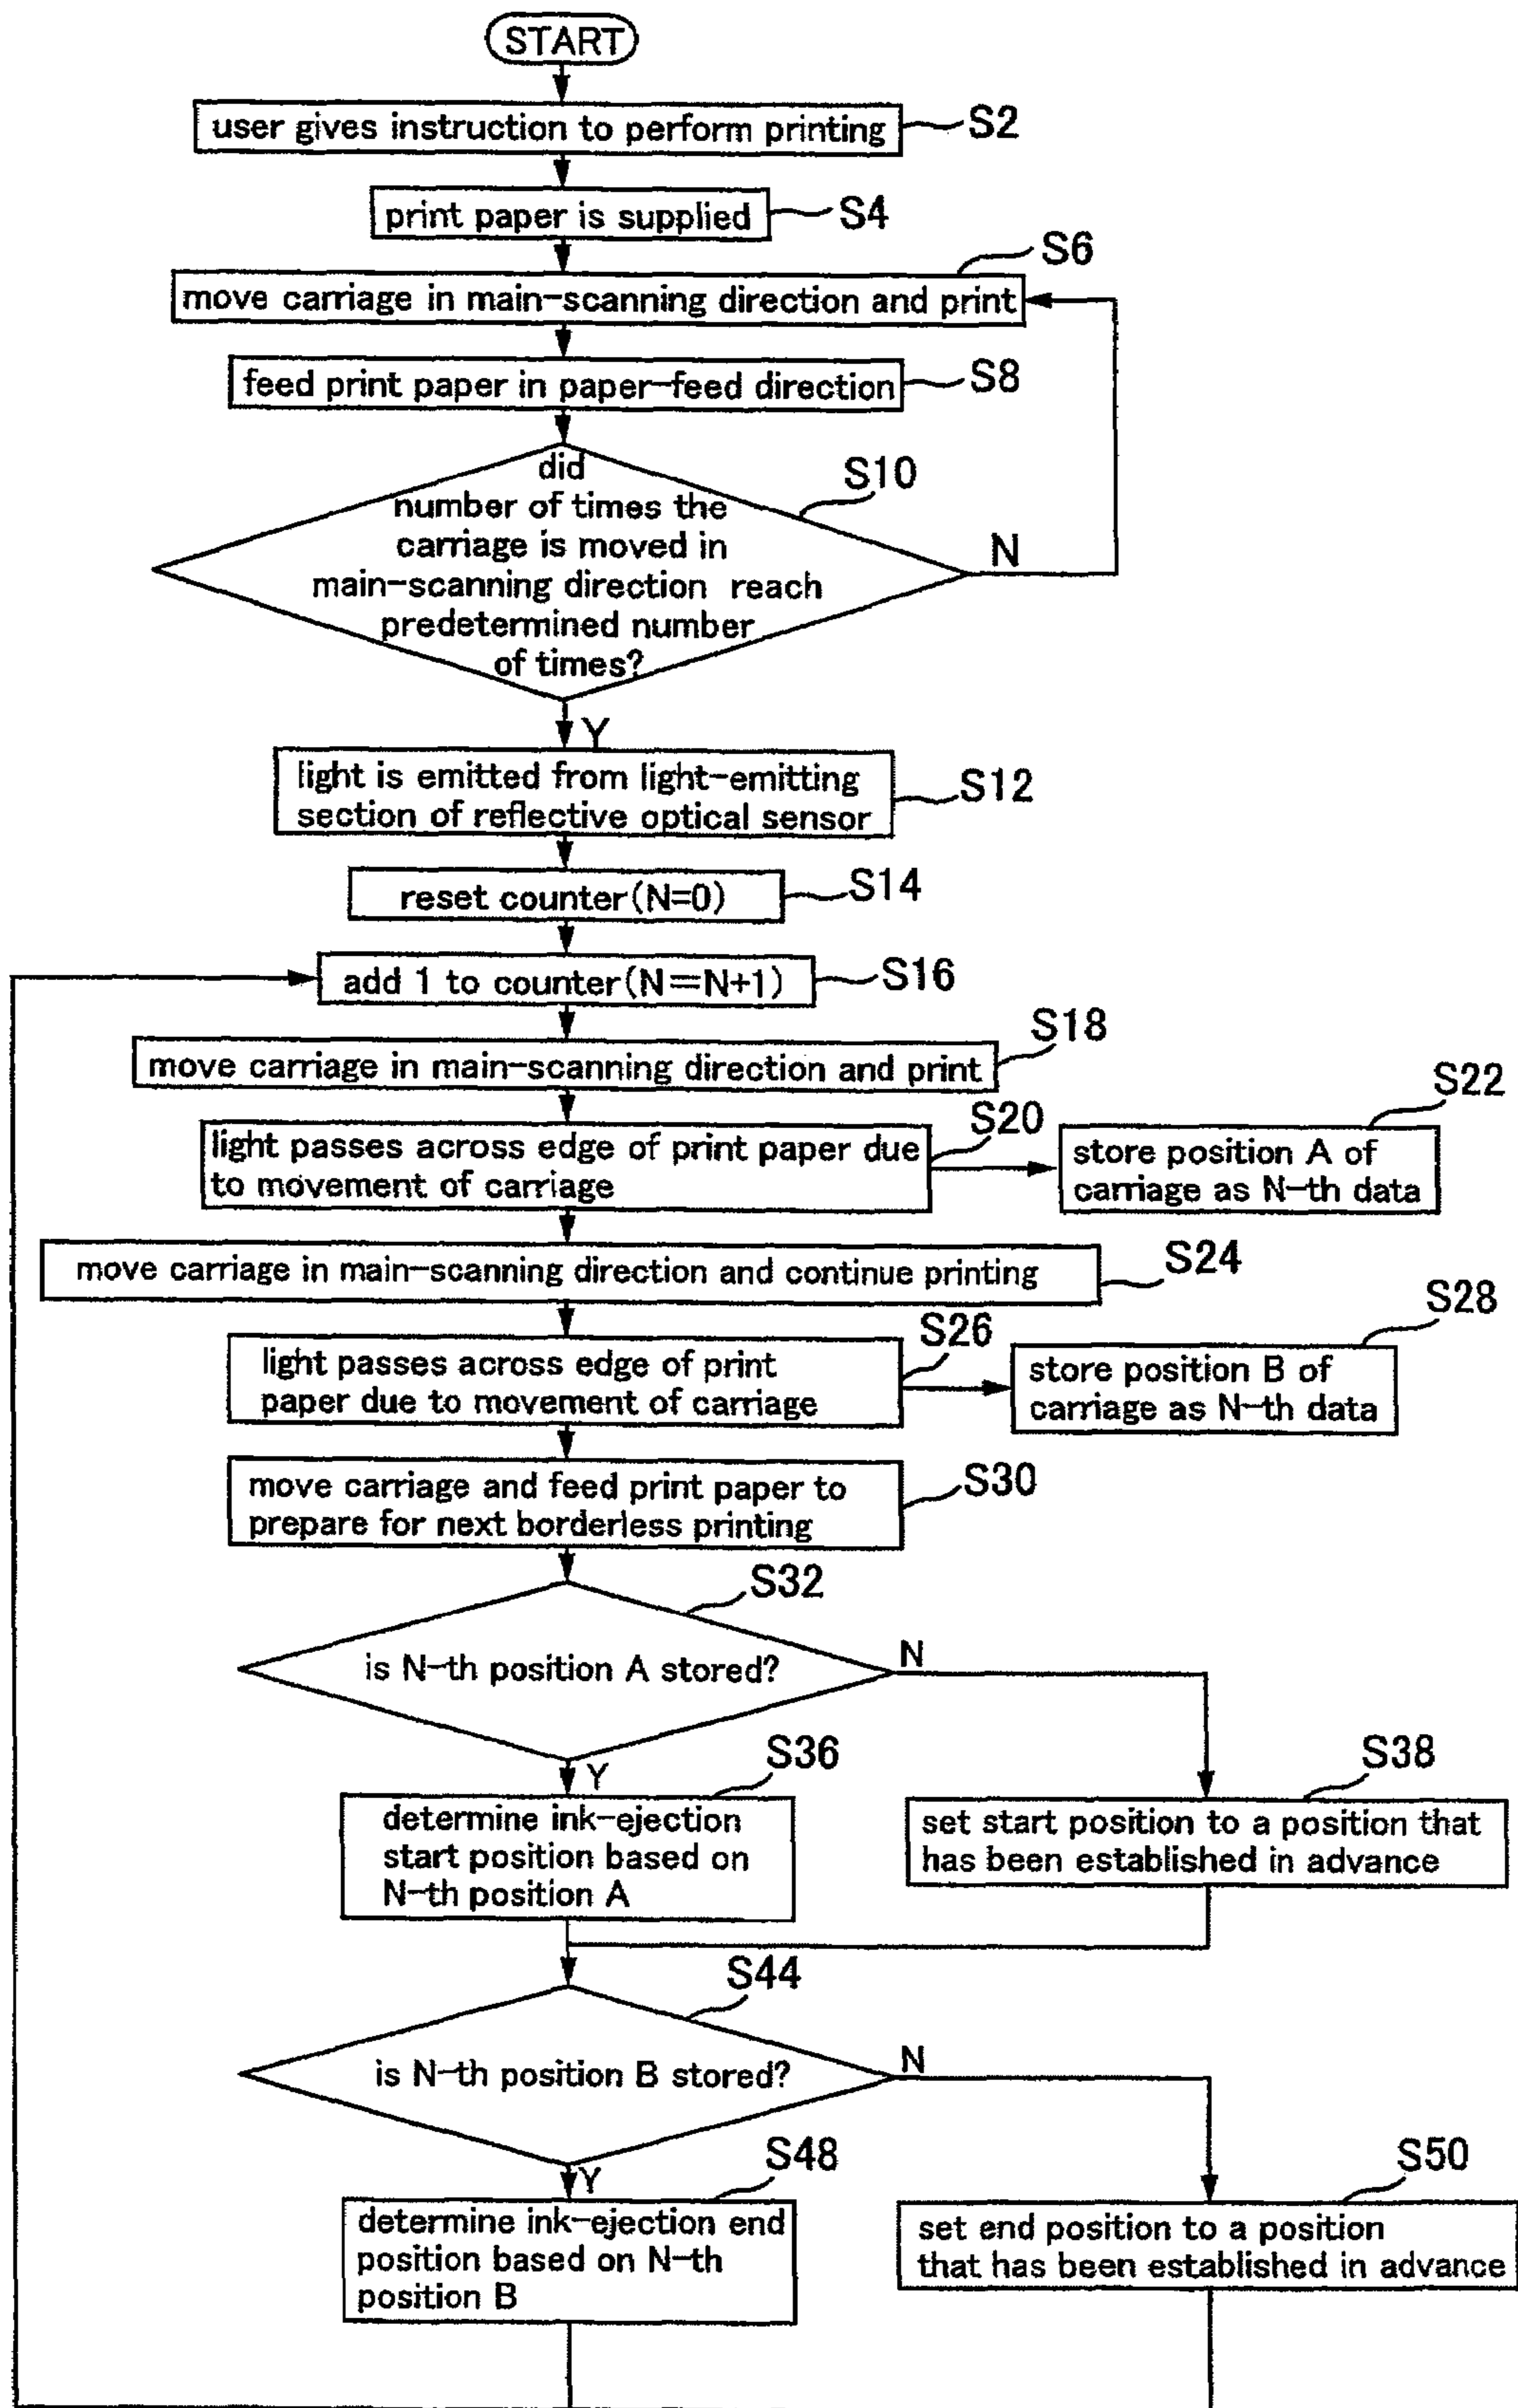 START
user gives instruction to perform printing
S2
print paper is supplied
S4
S6
move carriage in main-scanning direction and print
feed print paper in paper-feed direction
S8
did
number of times the
carriage is moved in
main-scanning direction reach
predetermined number
of times?
S10
N
Y
light is emitted from light-emitting
section of reflective optical sensor
S12
reset counter(N=0)
S14
add 1 to counter(N=N+1)
S16
S18
move carriage in main-scanning direction and print
S20
light passes across edge of print paper due
to movement of carriage
S22
store position A of
carriage as N-th data
move carriage in main-scanning direction and continue printing
S24
S26
light passes across edge of print
paper due to movement of carriage
S28
store position B of
carriage as N-th data
move carriage and feed print paper to
prepare for next borderless printing
S30
S32
is N-th position A stored?
N
Y
S36
determine ink-ejection
start position based on
N-th position A
S38
set start position to a position that
has been established in advance
S44
is N-th position B stored?
N
Y
S48
determine ink-ejection end
position based on N-th
position B
S50
set end position to a position
that has been established in advance